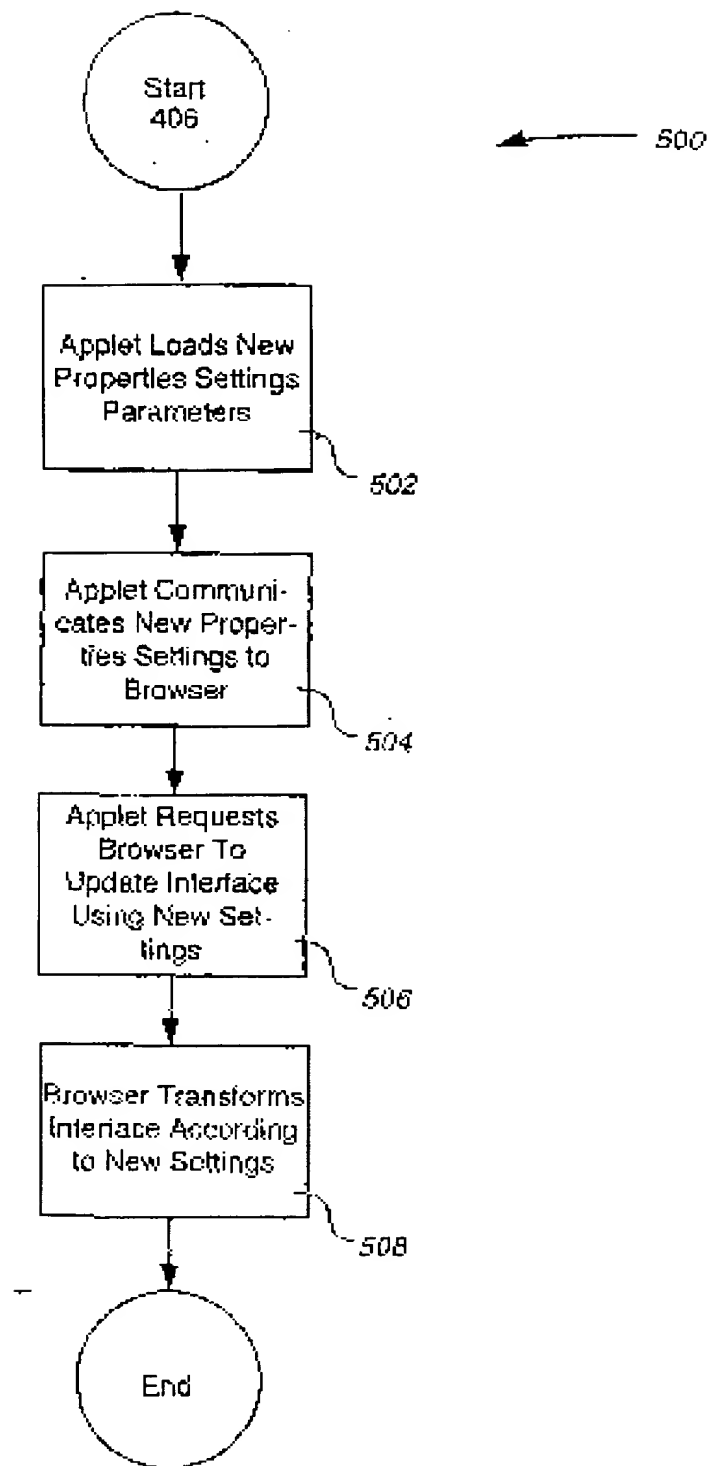 Start
406
500
Applet Loads New
Properties Settings
Parameters
502
Applet Communi-
cates New Proper-
ties Settings to
Browser
504
Applet Requests
Browser To
Update Interface
Using New Set-
tings
506
Browser Transforms
Interface According
to New Settings
508
End